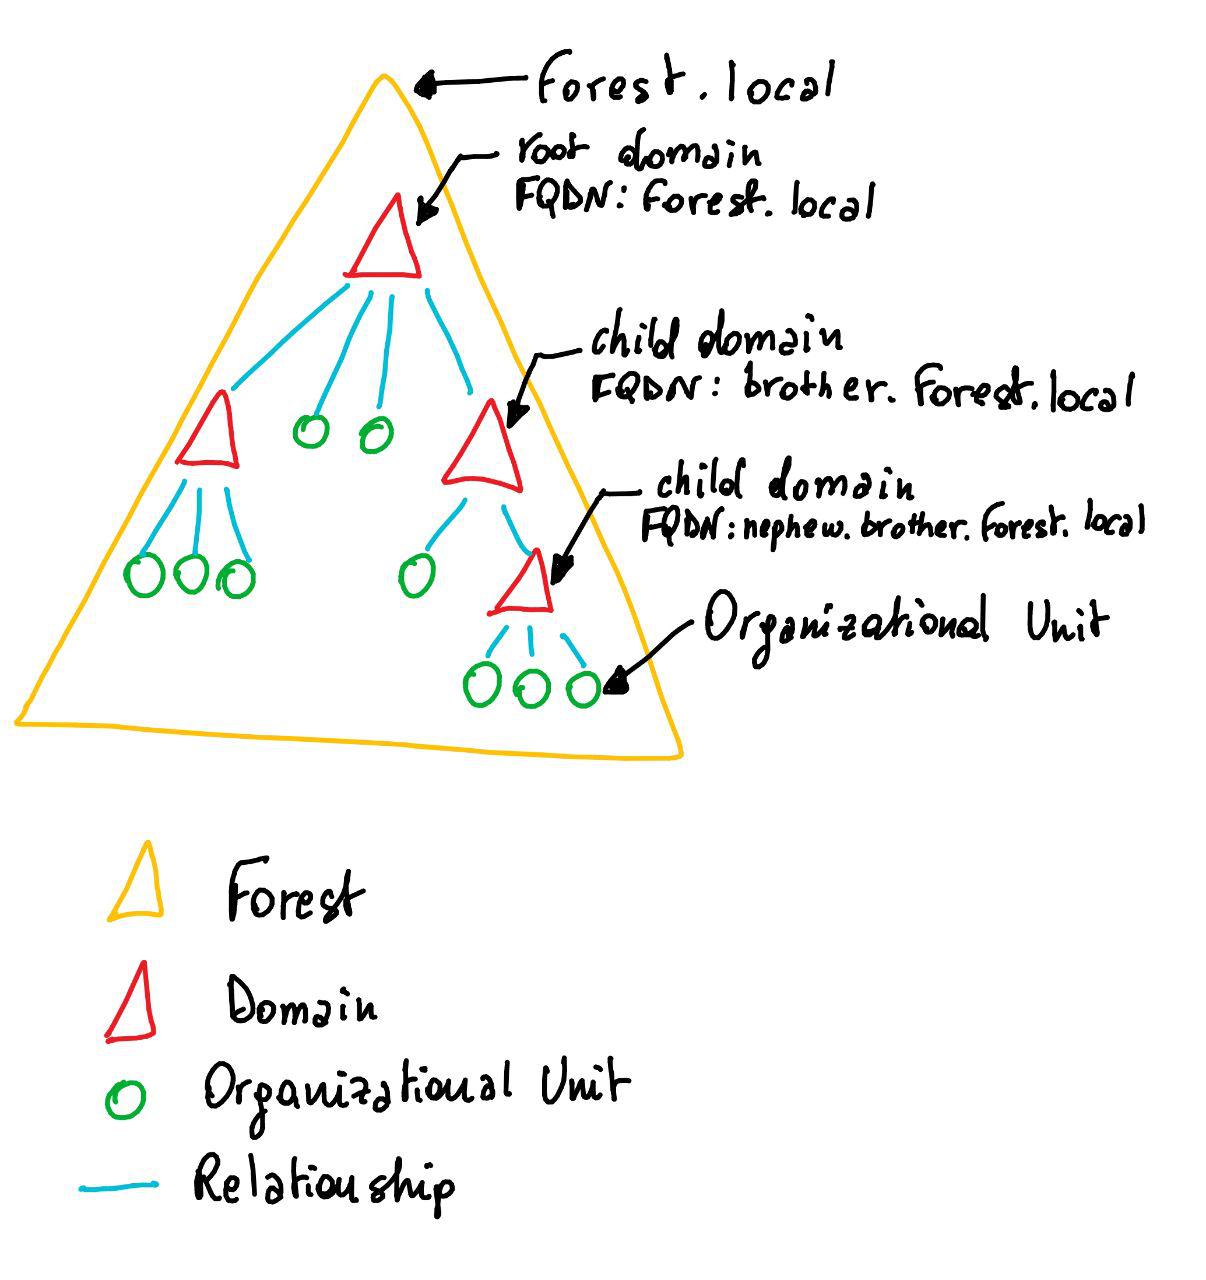 Forest.local
root domain
FQDN: Forest.local
child domain
FQDN: brother.Forest.local
child domain
FQDN: nephew.brother.Forest.local
Organizational Unit
Forest
Domain
Organizational Unit
Relationship